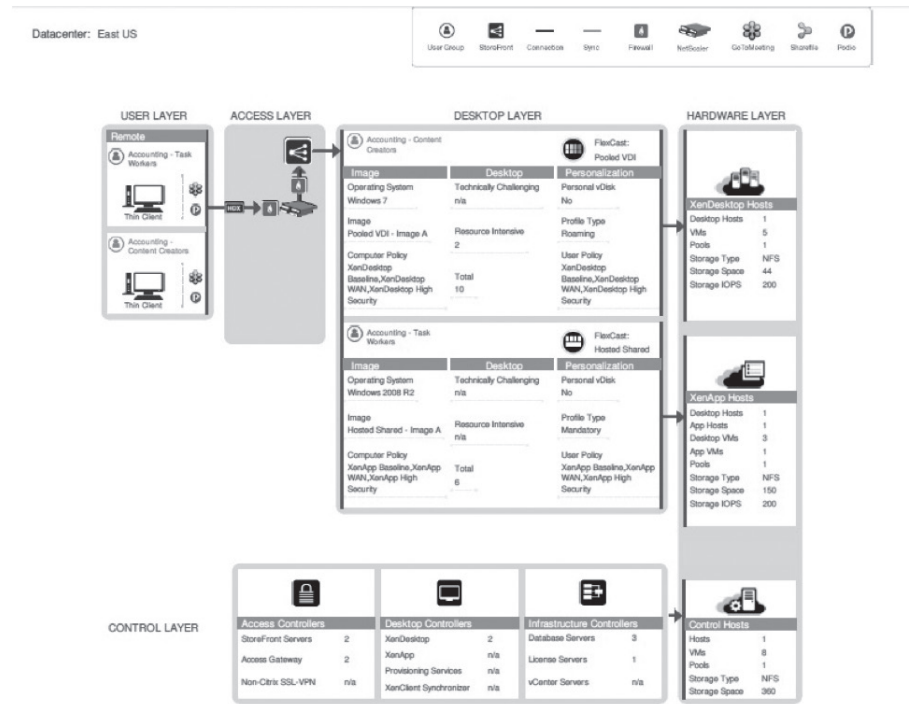 Datacenter: East US
User Group
StoreFront
Connection
Sync
Firewall
NetScaler
GoToMeeting
Sharefile
Podio
USER LAYER
ACCESS LAYER
DESKTOP LAYER
HARDWARE LAYER
Remote
Accounting - Task
Workers
Thin Client
Accounting -
Content Creators
Thin Client
HDX
Accounting - Content
Creators
FlexCast:
Pooled VDI
Image
Desktop
Personalization
Operating System
Windows 7
Technically Challenging
n/a
Personal vDisk
No
Image
Pooled VDI - Image A
Resource Intensive
2
Profile Type
Roaming
Computer Policy
XenDesktop
Baseline,XenDesktop
WAN,XenDesktop High
Security
Total
10
User Policy
XenDesktop
Baseline,XenDesktop
WAN,XenDesktop High
Security
Accounting - Task
Workers
FlexCast:
Hosted Shared
Image
Desktop
Personalization
Operating System
Windows 2008 R2
Technically Challenging
n/a
Personal vDisk
No
Image
Hosted Shared - Image A
Resource Intensive
n/a
Profile Type
Mandatory
Computer Policy
XenApp Baseline,XenApp
WAN,XenApp High
Security
Total
6
User Policy
XenApp Baseline,XenApp
WAN,XenApp High
Security
XenDesktop Hosts
Desktop Hosts 1
VMs 5
Pools 1
Storage Type NFS
Storage Space 44
Storage IOPS 200
XenApp Hosts
Desktop Hosts 1
App Hosts 1
Desktop VMs 3
App VMs 1
Pools 1
Storage Type NFS
Storage Space 150
Storage IOPS 200
CONTROL LAYER
Access Controllers
StoreFront Servers 2
Access Gateway 2
Non-Citrix SSL-VPN n/a
Desktop Controllers
XenDesktop 2
XenApp n/a
Provisioning Services n/a
XenClient Synchronizer n/a
Infrastructure Controllers
Database Servers 3
License Servers 1
vCenter Servers n/a
Control Hosts
Hosts 1
VMs 8
Pools 1
Storage Type NFS
Storage Space 360